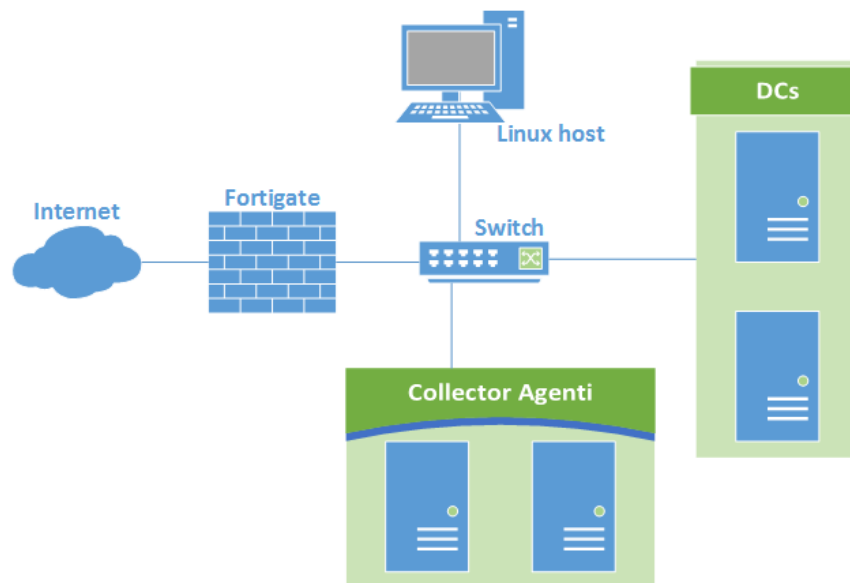 Linux host
DCs
Internet
Fortigate
Switch
Collector Agenti